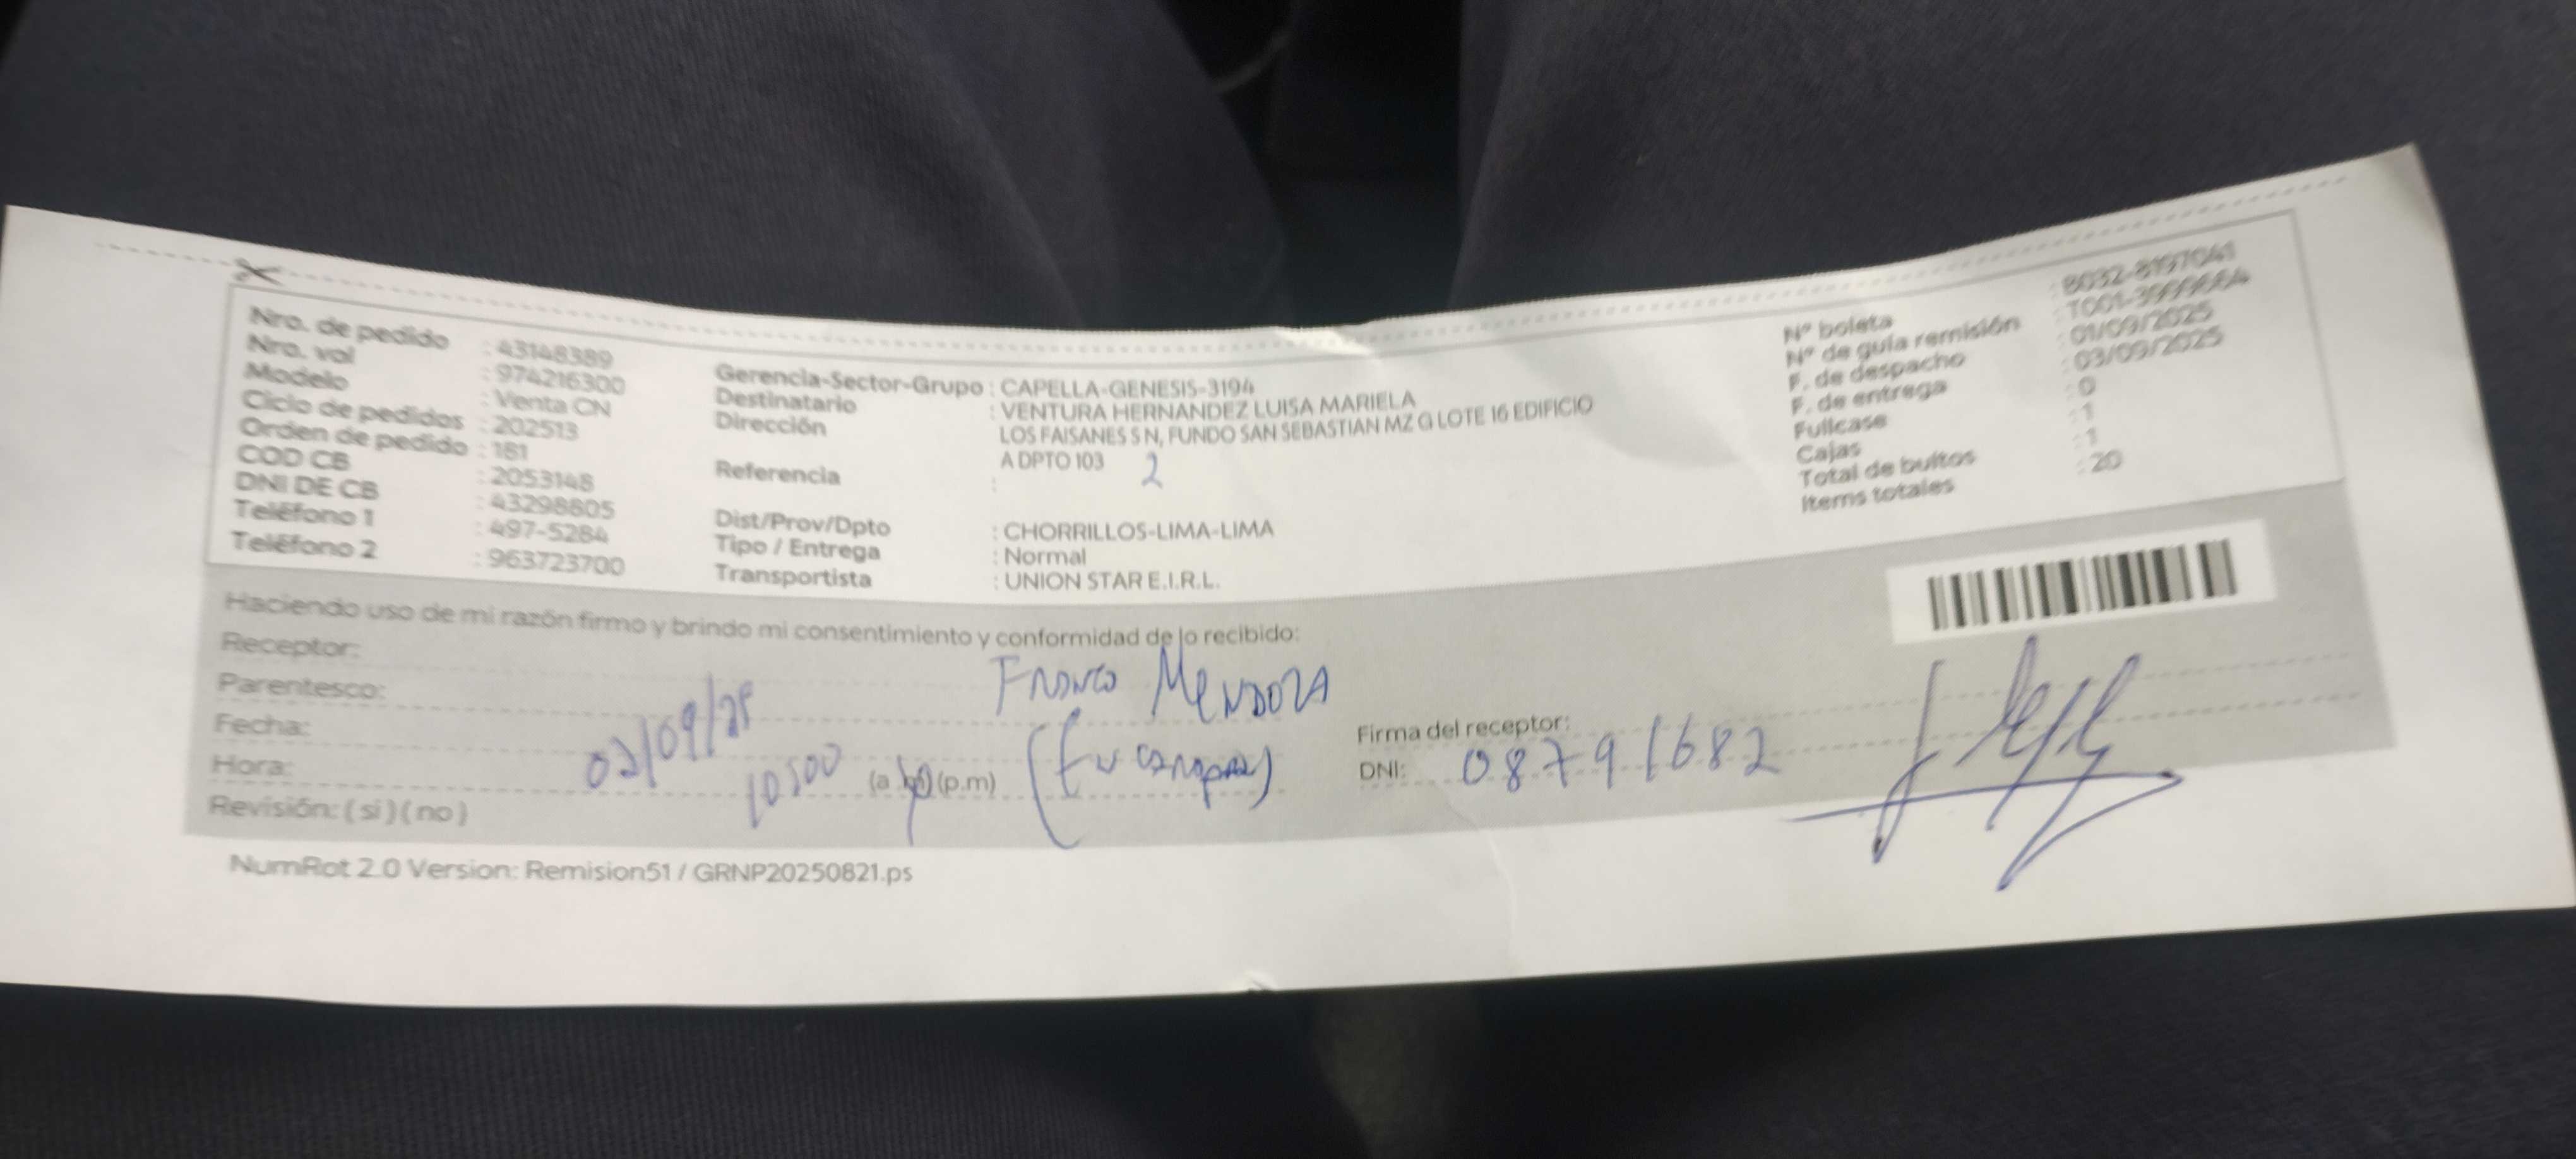 Nro. de pedido : 43148389
Nro. val : 974216300
Modelo : Venta CN
Ciclo de pedidos : 202513
Orden de pedido : 181
COD CB : 2053148
DNI DE CB : 43298805
Teléfono 1 : 497-5284
Teléfono 2 : 963723700
Gerencia-Sector-Grupo : CAPELLA-GENESIS-3194
Destinatario : VENTURA HERNANDEZ LUISA MARIELA
Dirección LOS FAISANES S N, FUNDO SAN SEBASTIAN MZ G LOTE 16 EDIFICIO
A DPTO 103
Referencia : 2
Dist/Prov/Dpto : CHORRILLOS-LIMA-LIMA
Tipo / Entrega : Normal
Transportista : UNION STAR E.I.R.L.
Nº boleta : B032-8197041
Nº de guía remisión : T001-
F. de despacho : 01/09/2025
F. de entrega : 03/09/2025
Fullcase : 0
Cajas : 1
Total de bultos : 1
Items totales : 20
Haciendo uso de mi razón firmo y brindo mi consentimiento y conformidad de lo recibido:
Receptor:
Parentesco: Franco Mendoza
Fecha: 02/09/25
Hora: (p.m)
Revisión: ( si ) ( no )
Firma del receptor:
DNI: 08791682
NumRot 2.0 Version: Remision51 / GRNP20250821.ps